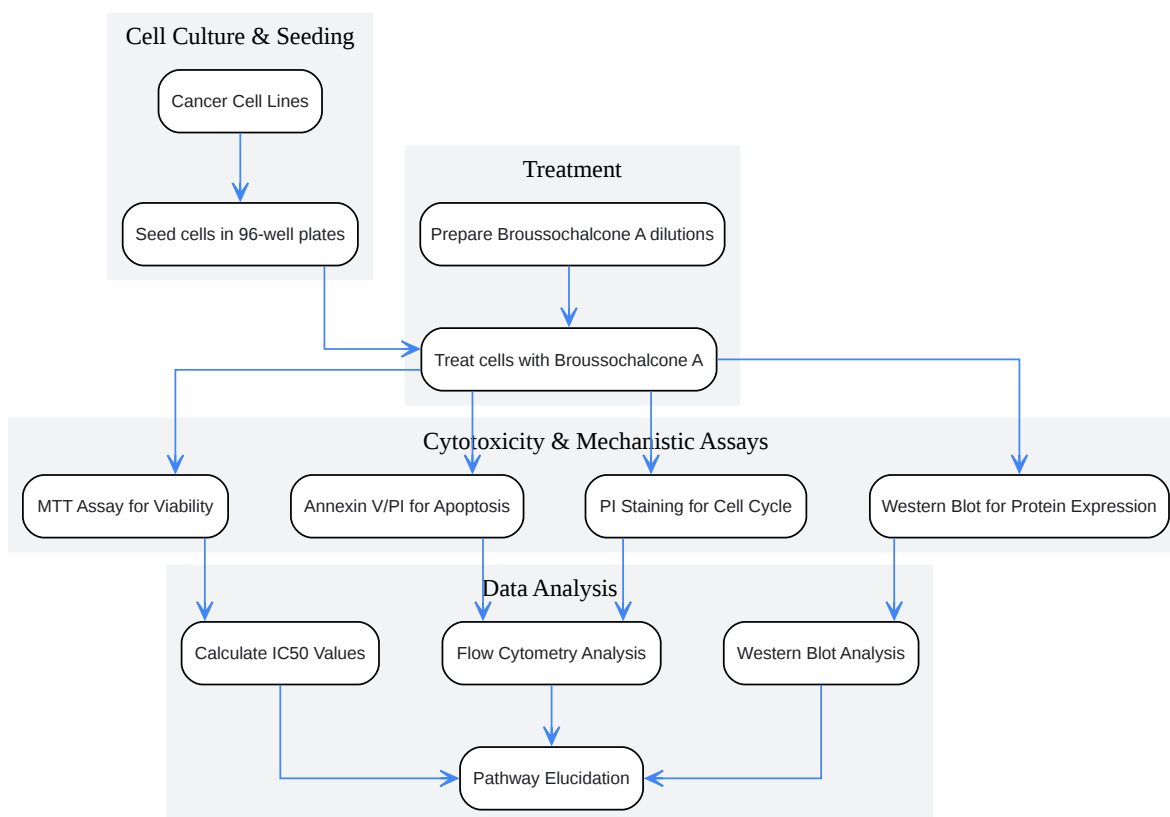 Cell Culture & Seeding
Cancer Cell Lines
Seed cells in 96-well plates
Treatment
Prepare Broussochalcone A dilutions
Treat cells with Broussochalcone A
Cytotoxicity & Mechanistic Assays
MTT Assay for Viability
Annexin V/PI for Apoptosis
PI Staining for Cell Cycle
Western Blot for Protein Expression
Data Analysis
Calculate IC50 Values
Flow Cytometry Analysis
Western Blot Analysis
Pathway Elucidation